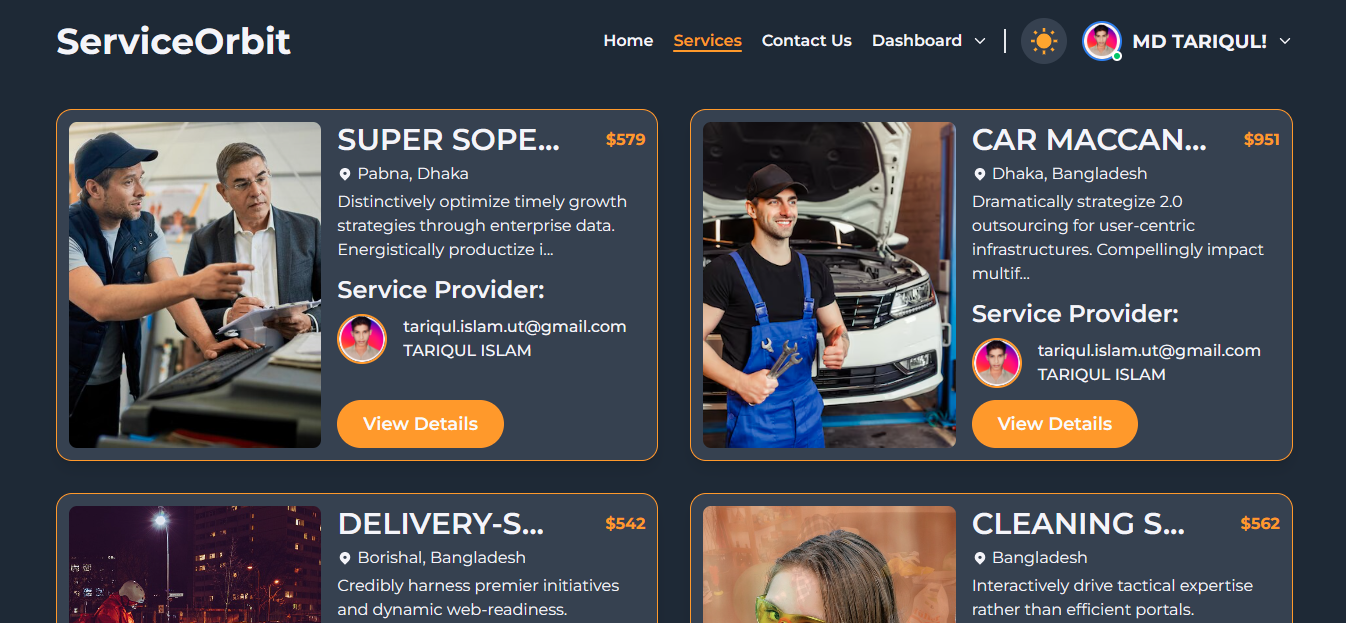 ServiceOrbit
Home Services Contact Us Dashboard MD TARIQUL!
SUPER SOPE... $579
Pabna, Dhaka
Distinctively optimize timely growth
strategies through enterprise data.
Energistically productize i...
Service Provider:
tariqul.islam.ut@gmail.com
TARIQUL ISLAM
View Details
CAR MACCAN... $951
Dhaka, Bangladesh
Dramatically strategize 2.0
outsourcing for user-centric
infrastructures. Compellingly impact
multif...
Service Provider:
tariqul.islam.ut@gmail.com
TARIQUL ISLAM
View Details
DELIVERY-S... $542
Borishal, Bangladesh
Credibly harness premier initiatives
and dynamic web-readiness.
CLEANING S... $562
Bangladesh
Interactively drive tactical expertise
rather than efficient portals.